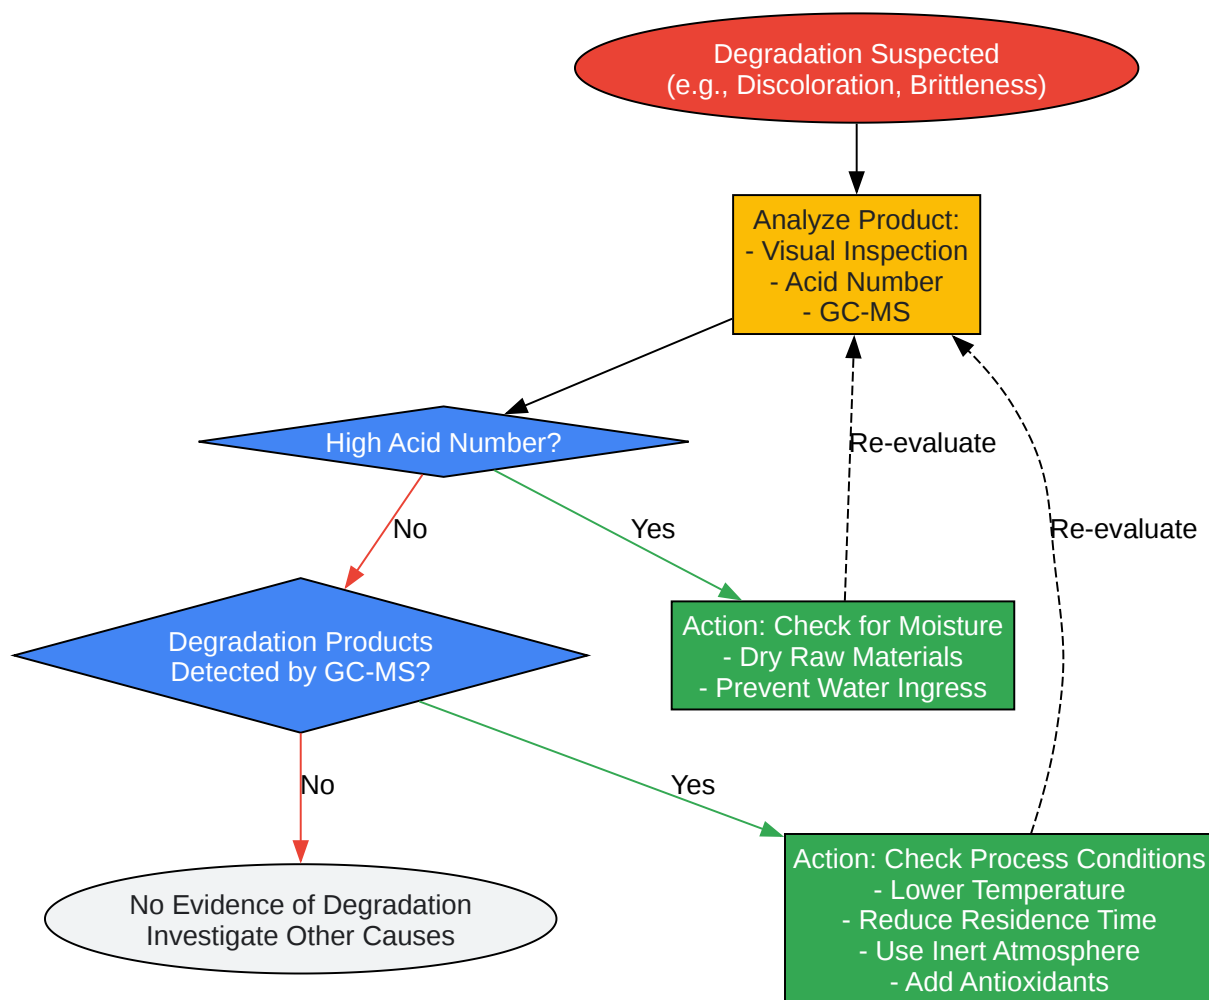 Degradation Suspected
(e.g., Discoloration, Brittleness)
Analyze Product:
- Visual Inspection
- Acid Number
- GC-MS
High Acid Number?
Re-evaluate
No
Yes
Re-evaluate
Action: Check for Moisture
- Dry Raw Materials
- Prevent Water Ingress
Degradation Products
Detected by GC-MS?
No
Yes
Action: Check Process Conditions
- Lower Temperature
- Reduce Residence Time
- Use Inert Atmosphere
- Add Antioxidants
No Evidence of Degradation
Investigate Other Causes